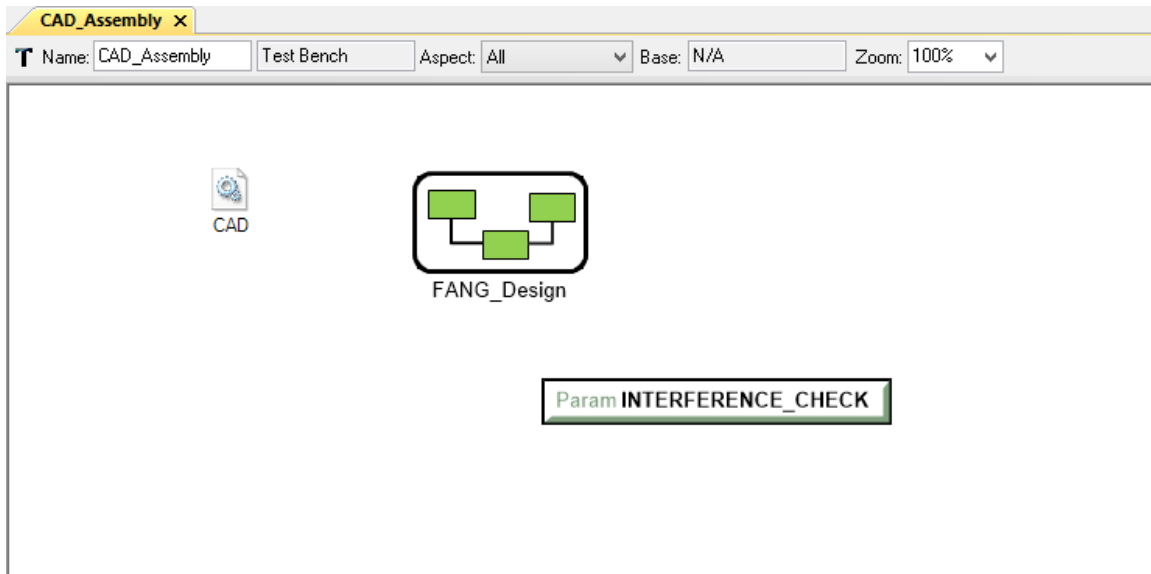 CAD_Assembly X
T Name: CAD_Assembly Test Bench Aspect: All Base: N/A Zoom: 100%
CAD
FANG_Design
Param INTERFERENCE_CHECK